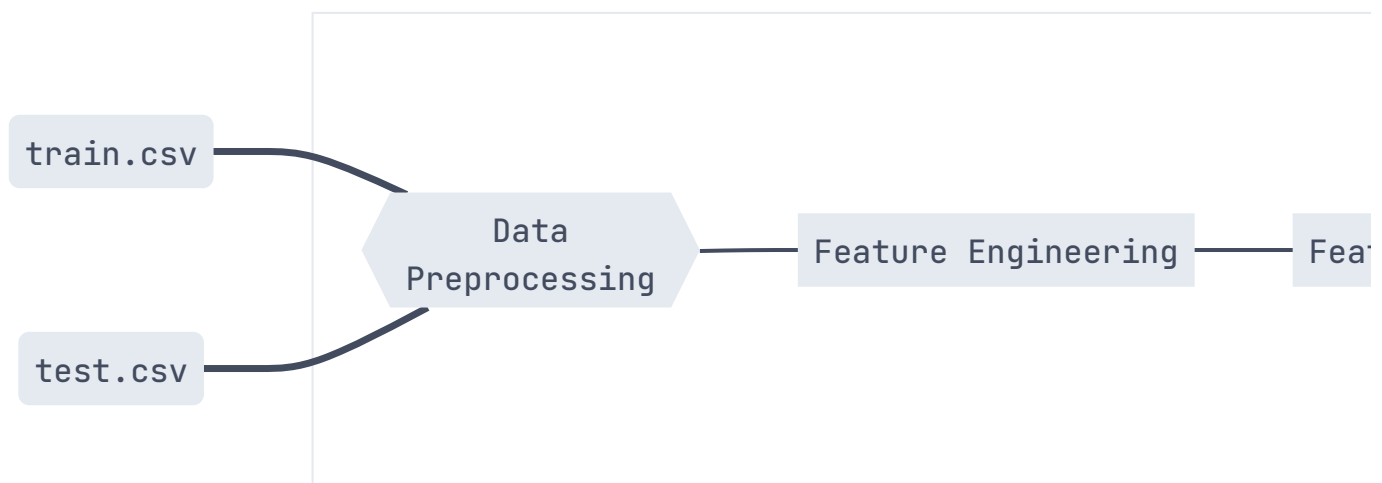 train.csv
test.csv
Data
Preprocessing
Feature Engineering